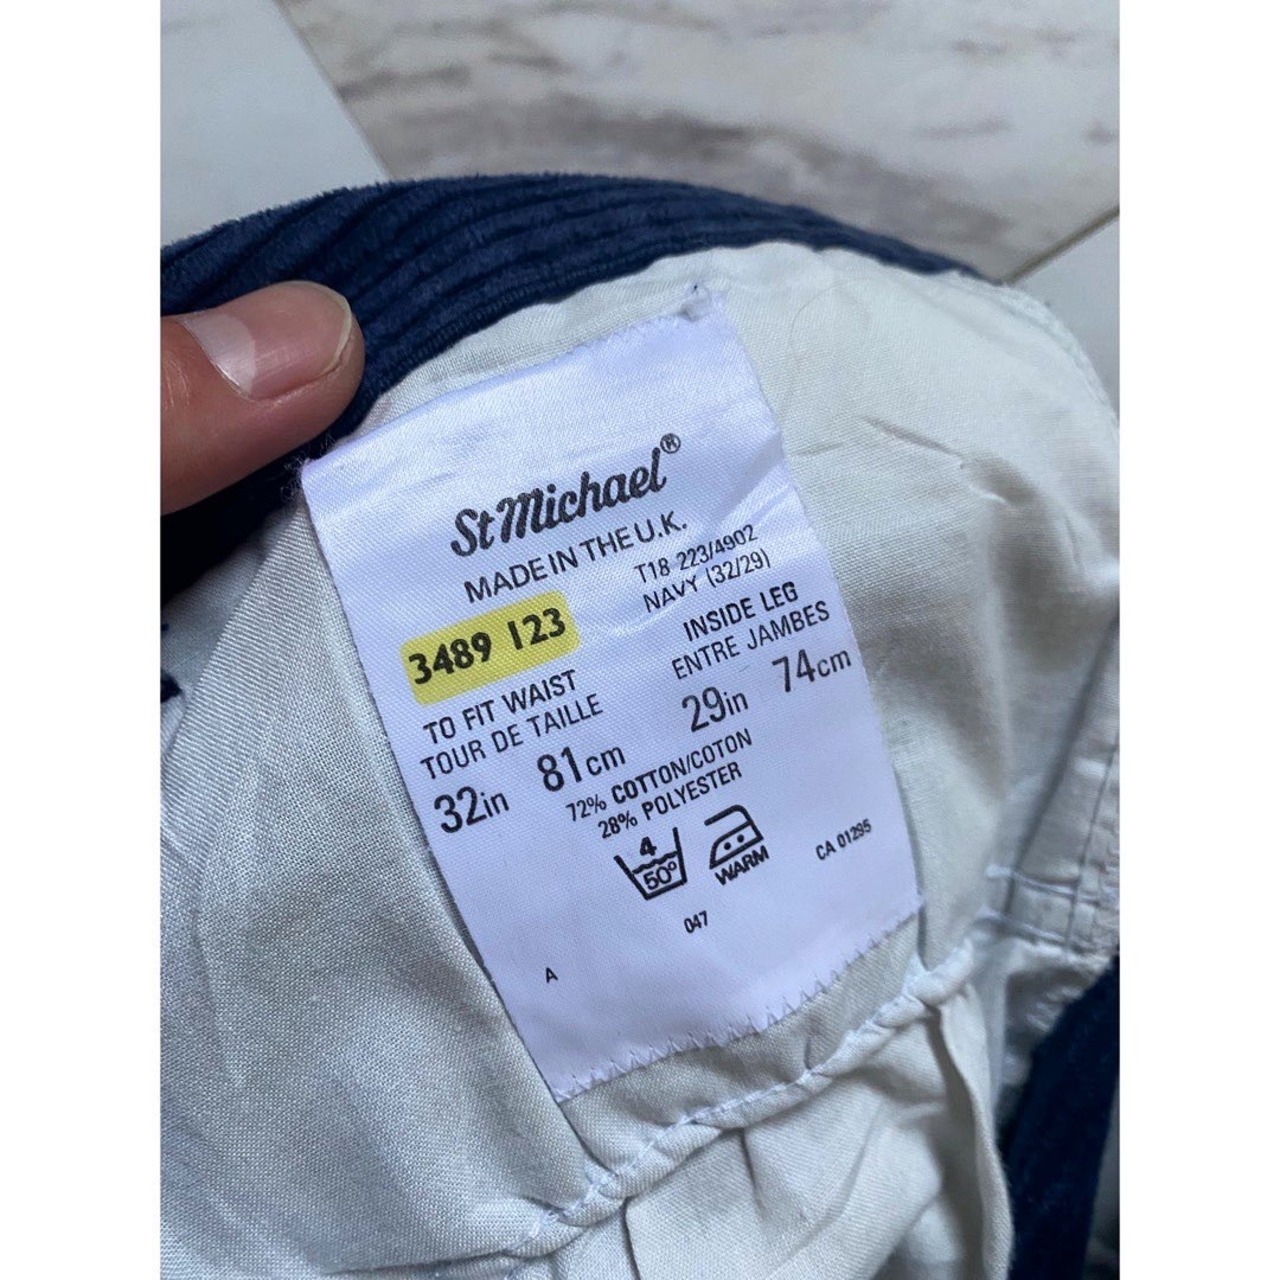 St Michael®
MADE IN THE U.K.
T18 223/4902
NAVY (32/29)
3489 123
INSIDE LEG
ENTRE JAMBES
29in 74cm
TO FIT WAIST
TOUR DE TAILLE
32in 81cm
72% COTTON/COTON
28% POLYESTER
4
50°
WARM
CA 01295
047
A